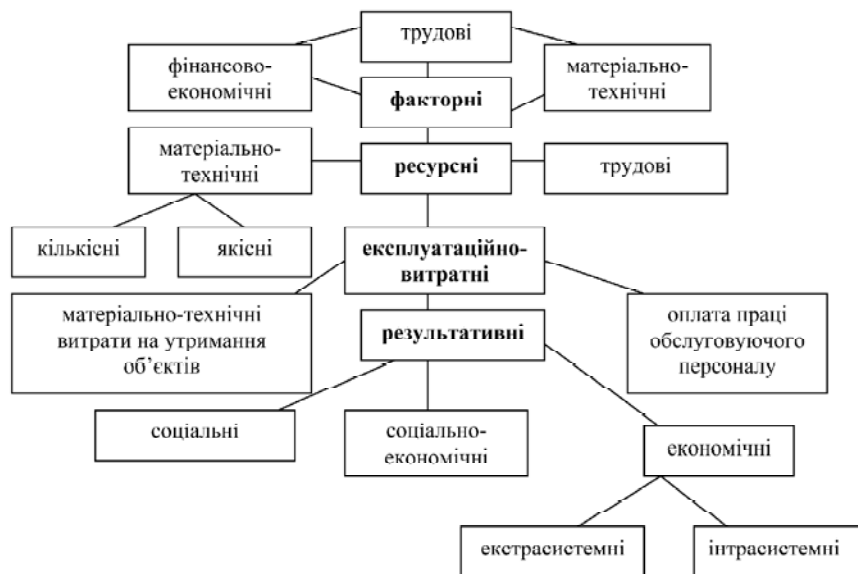 трудові
фінансово-
економічні
матеріально-
технічні
факторні
матеріально-
технічні
ресурсні
трудові
кількісні
якісні
експлуатаційно-
витратні
матеріально-технічні
витрати на утримання
об’єктів
результативні
оплата праці
обслуговуючого
персоналу
соціальні
соціально-
економічні
економічні
екстрасистемні
інтрасистемні